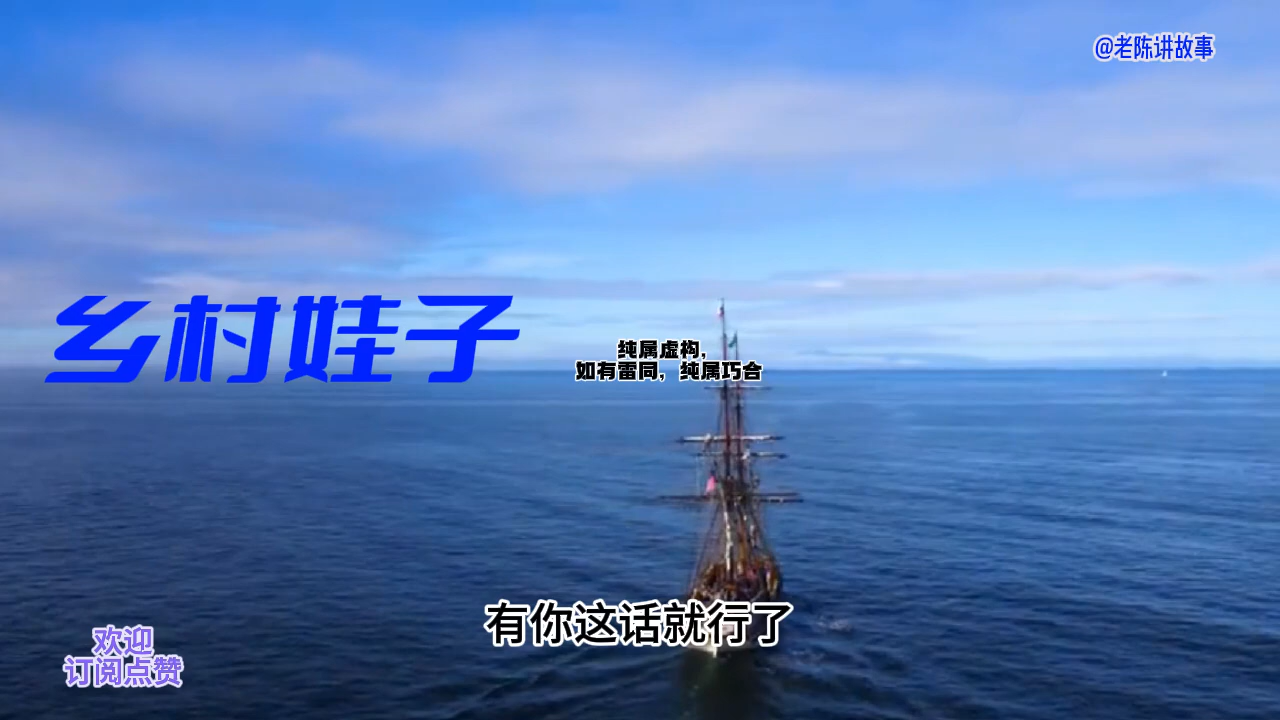 @老陈讲故事
乡村娃子
纯属虚构，
如有雷同，纯属巧合
有你这话就行了
欢迎
订阅点赞